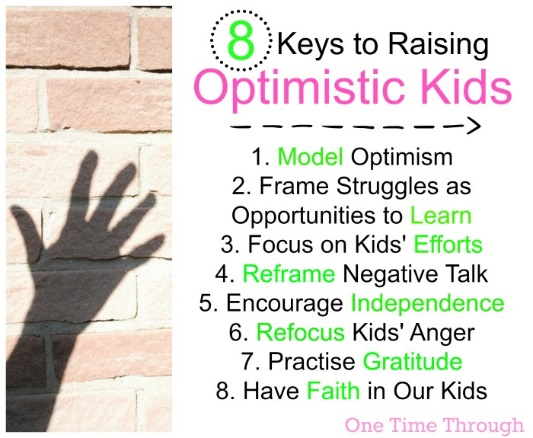 8 Keys to Raising
Optimistic Kids
1. Model Optimism
2. Frame Struggles as
Opportunities to Learn
3. Focus on Kids' Efforts
4. Reframe Negative Talk
5. Encourage Independence
6. Refocus Kids' Anger
7. Practise Gratitude
8. Have Faith in Our Kids
One Time Through